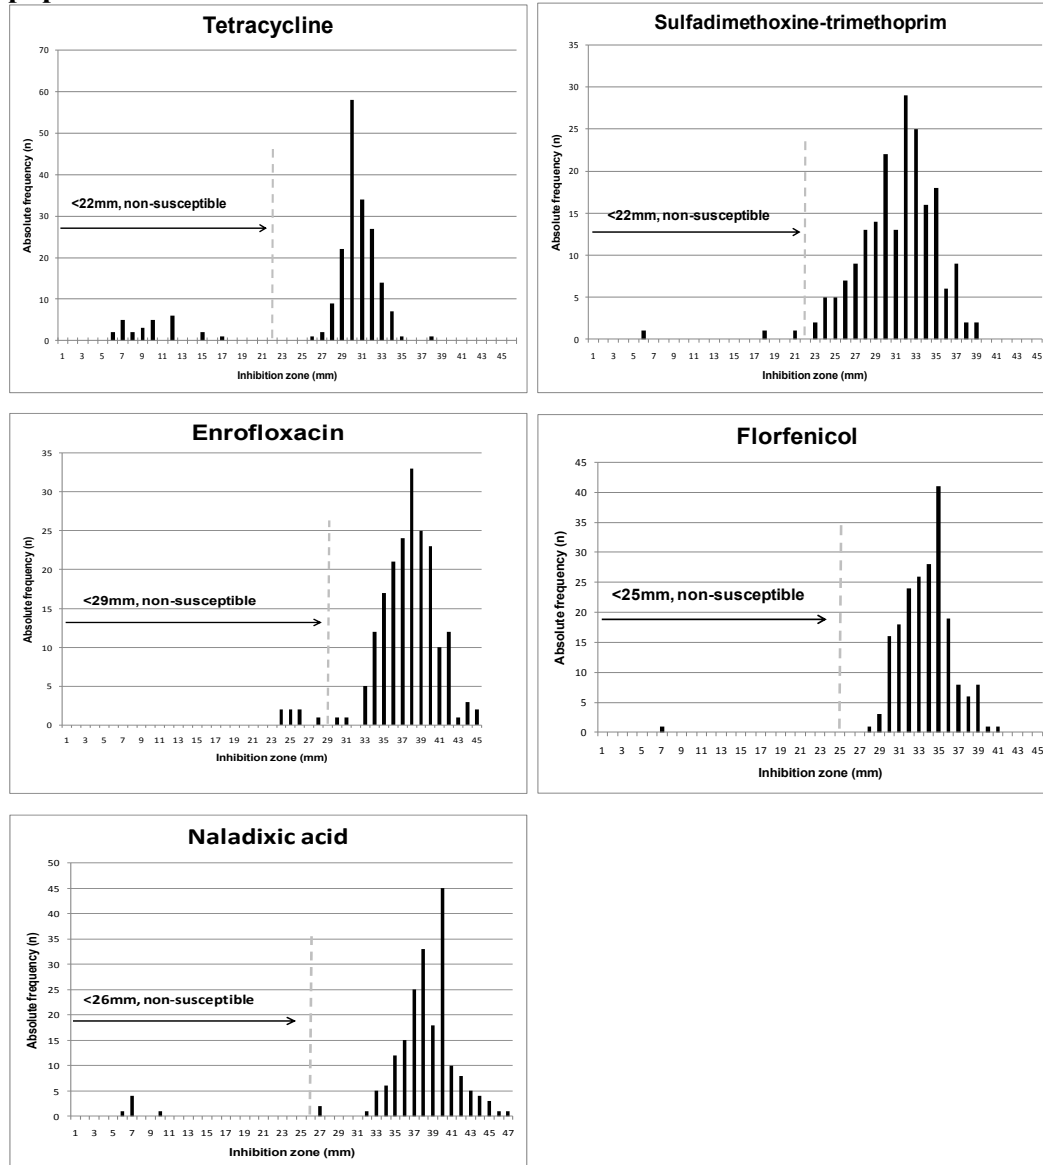 Tetracycline
70
60
50
40
30
20
10
0
Absolute frequency (n)
<22mm, non-susceptible
1 3 5 7 9 11 13 15 17 19 21 23 25 27 29 31 33 35 37 39 41 43 45
Inhibition zone (mm)
Sulfadimethoxine-trimethoprim
35
30
25
20
15
10
5
0
Absolute frequency (n)
<22mm, non-susceptible
1 3 5 7 9 11 13 15 17 19 21 23 25 27 29 31 33 35 37 39 41 43 45
Inhibition zone (mm)
Enrofloxacin
35
30
25
20
15
10
5
0
Absolute frequency (n)
<29mm, non-susceptible
1 3 5 7 9 11 13 15 17 19 21 23 25 27 29 31 33 35 37 39 41 43 45
Inhibition zone (mm)
Florfenicol
45
40
35
30
25
20
15
10
5
0
Absolute frequency (n)
<25mm, non-susceptible
1 3 5 7 9 11 13 15 17 19 21 23 25 27 29 31 33 35 37 39 41 43 45
Inhibition zone (mm)
Naladixic acid
50
45
40
35
30
25
20
15
10
5
0
Absolute frequency (n)
<26mm, non-susceptible
1 3 5 7 9 11 13 15 17 19 21 23 25 27 29 31 33 35 37 39 41 43 45 47
Inhibition zone (mm)